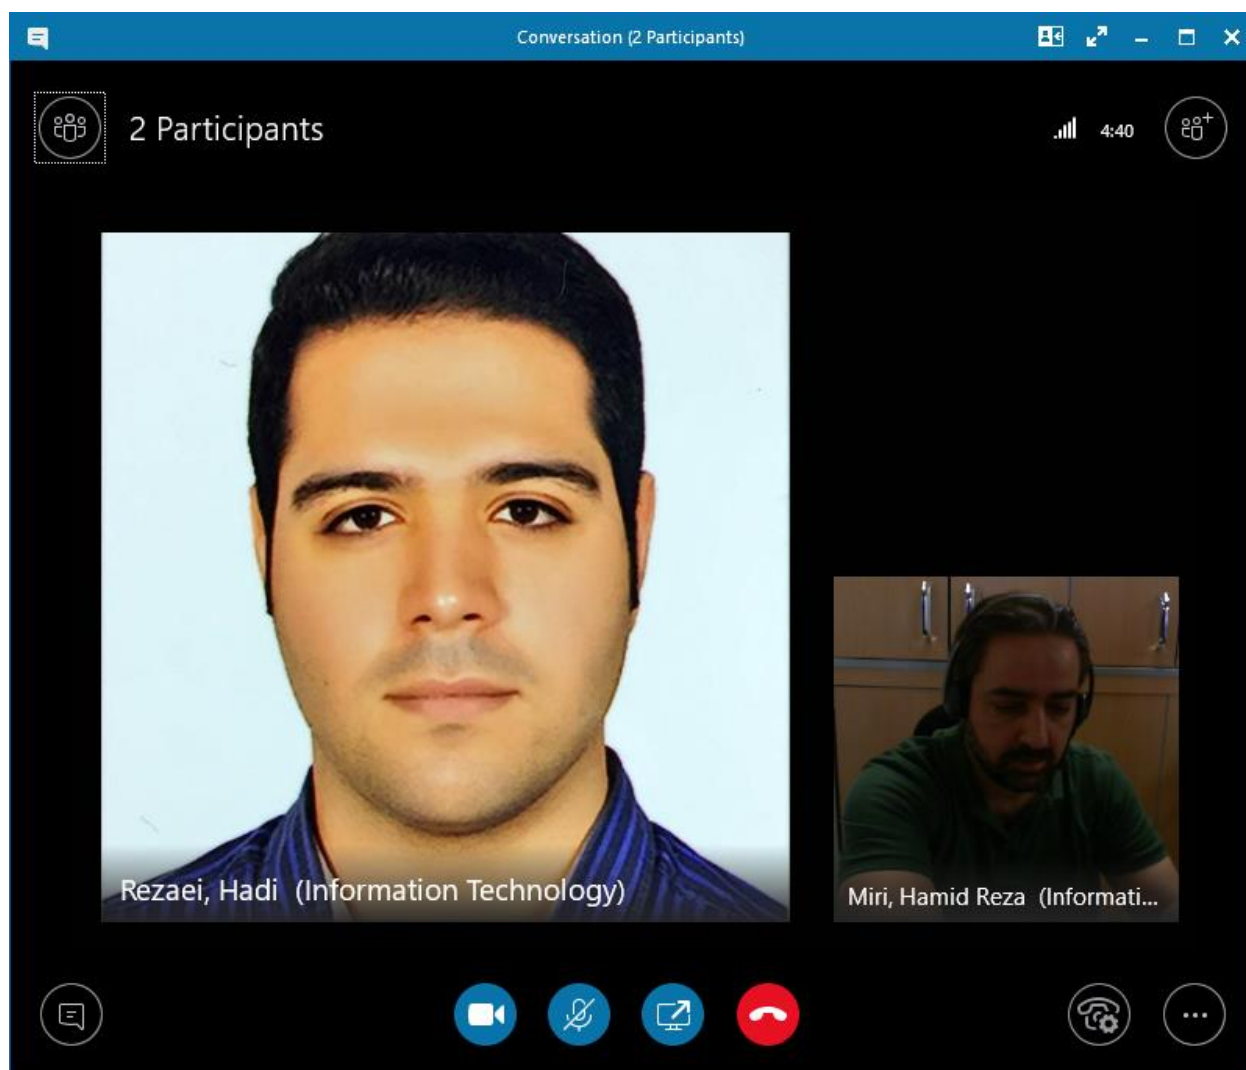 Conversation (2 Participants)
2 Participants
4:40
Rezaei, Hadi (Information Technology)
Miri, Hamid Reza (Informati...